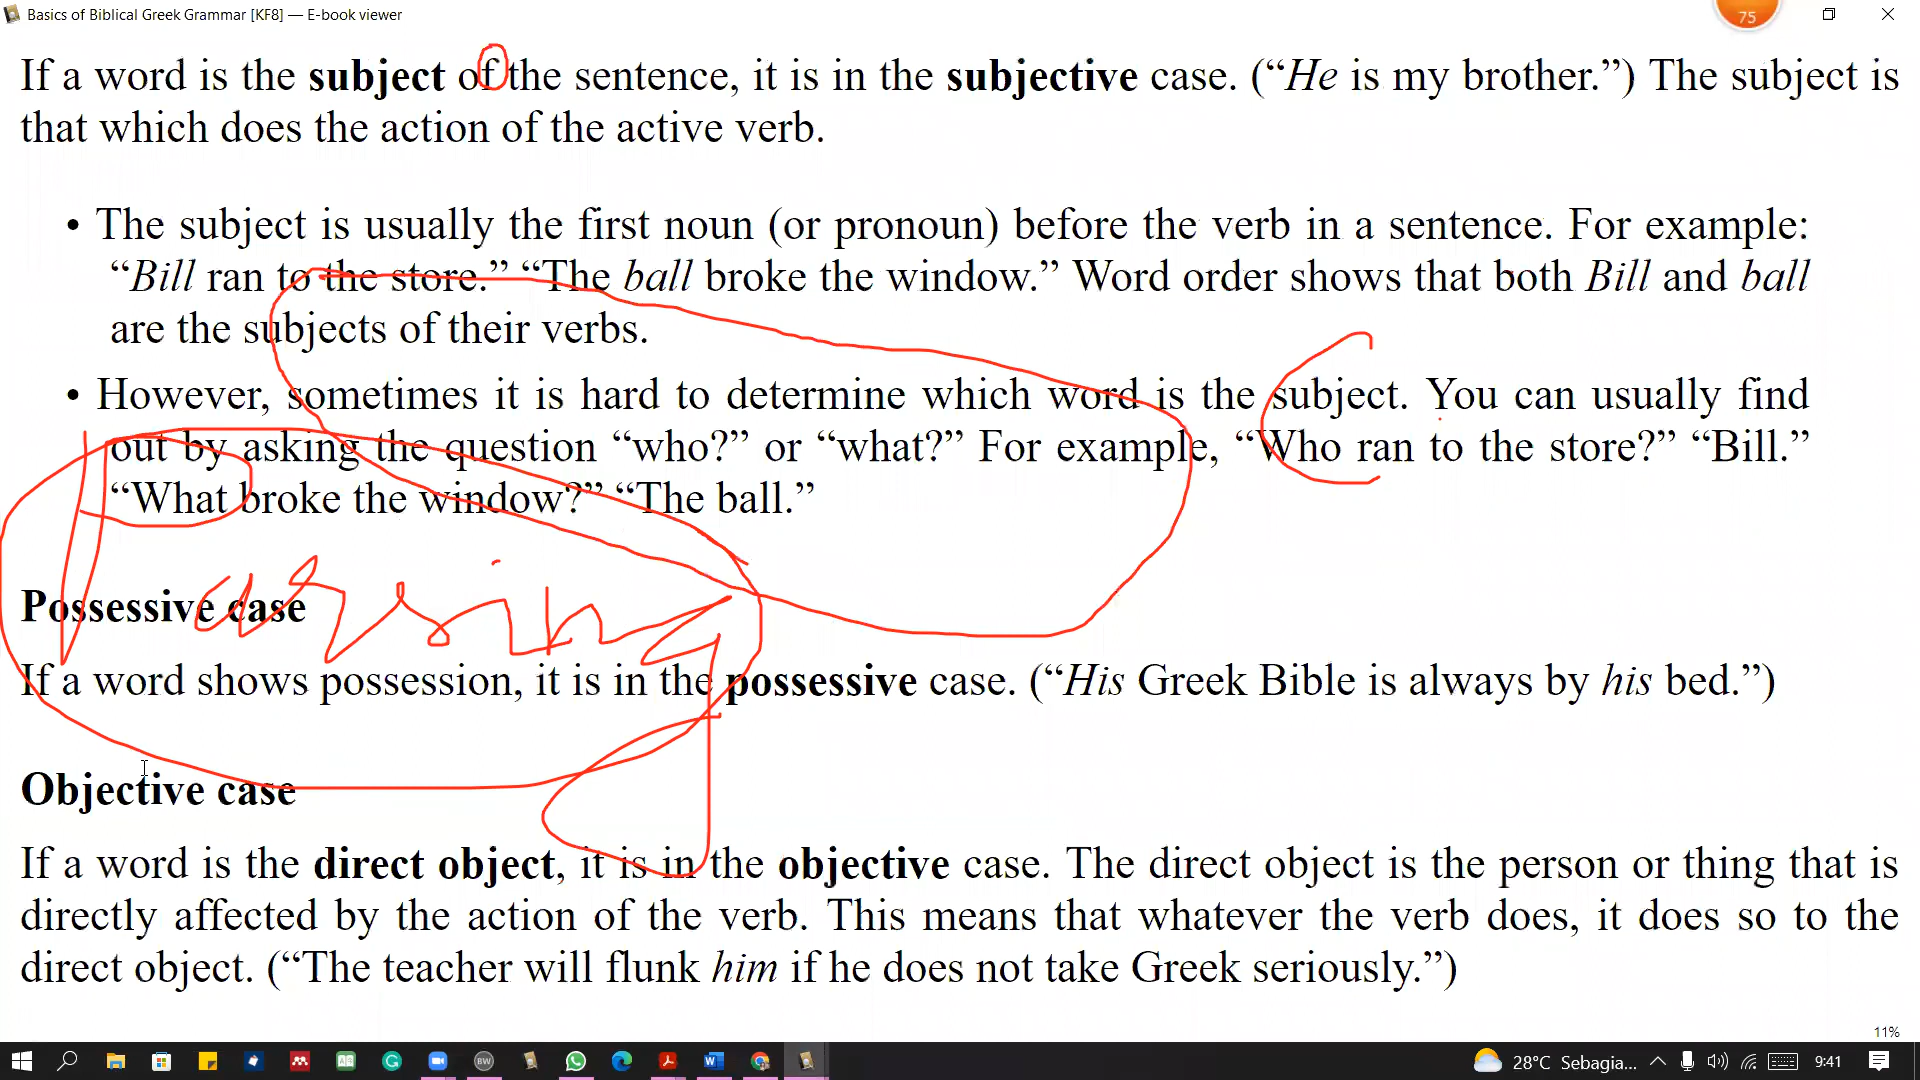 Basics of Biblical Greek Grammar [KF8] — E-book viewer
75
If a word is the subject of the sentence, it is in the subjective case. (“He is my brother.”) The subject is
that which does the action of the active verb.
• The subject is usually the first noun (or pronoun) before the verb in a sentence. For example:
“Bill ran to the store.” “The ball broke the window.” Word order shows that both Bill and ball
are the subjects of their verbs.
• However, sometimes it is hard to determine which word is the subject. You can usually find
out by asking the question “who?” or “what?” For example, “Who ran to the store?” “Bill.”
“What broke the window?” “The ball.”
Parsing
Possessive case
If a word shows possession, it is in the possessive case. (“His Greek Bible is always by his bed.”)
Objective case
If a word is the direct object, it is in the objective case. The direct object is the person or thing that is
directly affected by the action of the verb. This means that whatever the verb does, it does so to the
direct object. (“The teacher will flunk him if he does not take Greek seriously.”)
11%
28°C Sebagia... 9:41